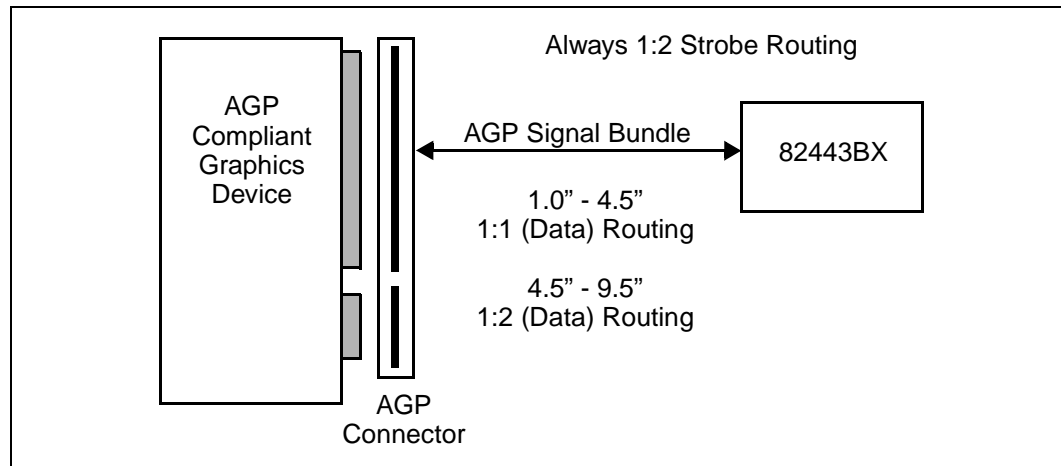 Always 1:2 Strobe Routing
AGP
Compliant
Graphics
Device
AGP Signal Bundle
82443BX
1.0” - 4.5”
1:1 (Data) Routing
4.5” - 9.5”
1:2 (Data) Routing
AGP
Connector